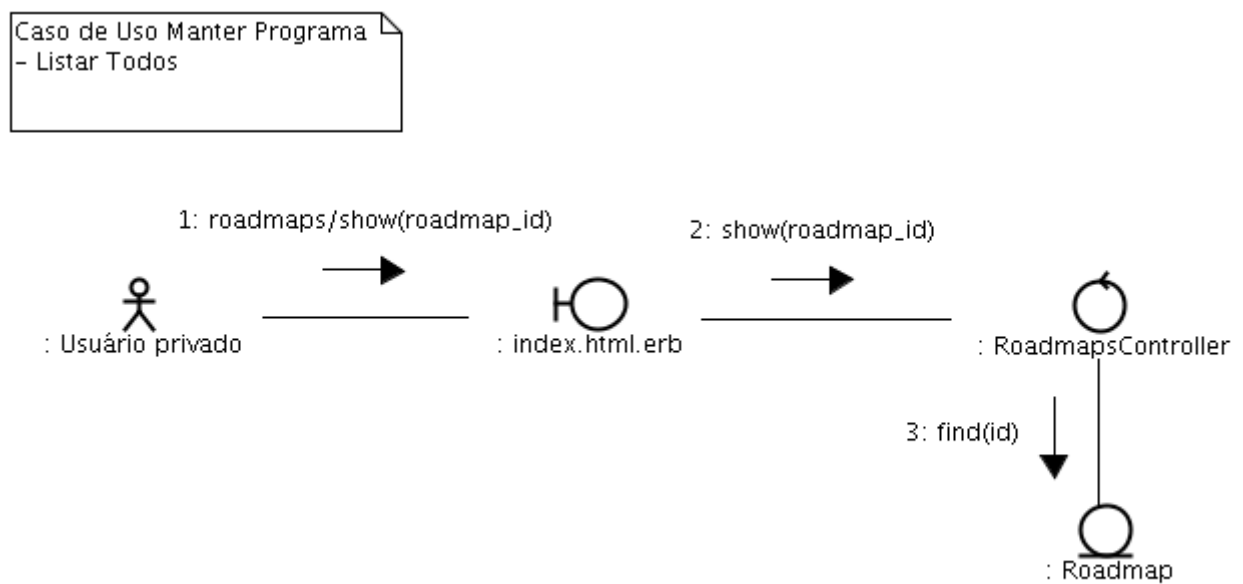 Caso de Uso Manter Programa
– Listar Todos
1: roadmaps/show(roadmap_id)
2: show(roadmap_id)
: Usuário privado
: index.html.erb
: RoadmapsController
3: find(id)
: Roadmap